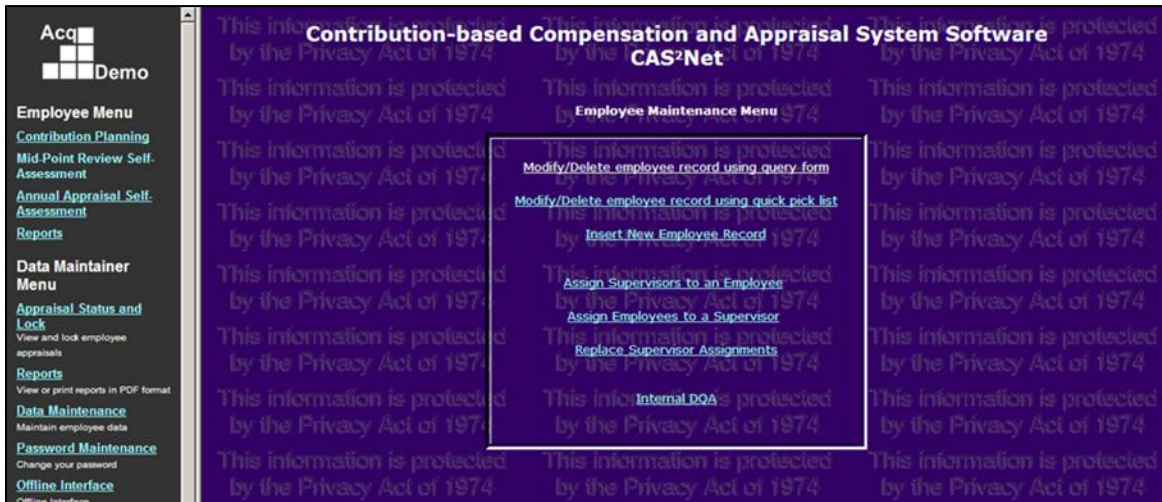 Acq
Demo
Employee Menu
Contribution Planning
Mid-Point Review Self-
Assessment
Annual Appraisal Self-
Assessment
Reports
Data Maintainer
Menu
Appraisal Status and
Lock
View and lock employee
appraisals
Reports
View or print reports in PDF format
Data Maintenance
Maintain employee data
Password Maintenance
Change your password
Offline Interface
Offline Interface
Contribution-based Compensation and Appraisal System Software
CAS²Net
Employee Maintenance Menu
Modify/Delete employee record using query form
Modify/Delete employee record using quick pick list
Insert New Employee Record
Assign Supervisors to an Employee
Assign Employees to a Supervisor
Replace Supervisor Assignments
Internal DQA
This information is protected
by the Privacy Act of 1974